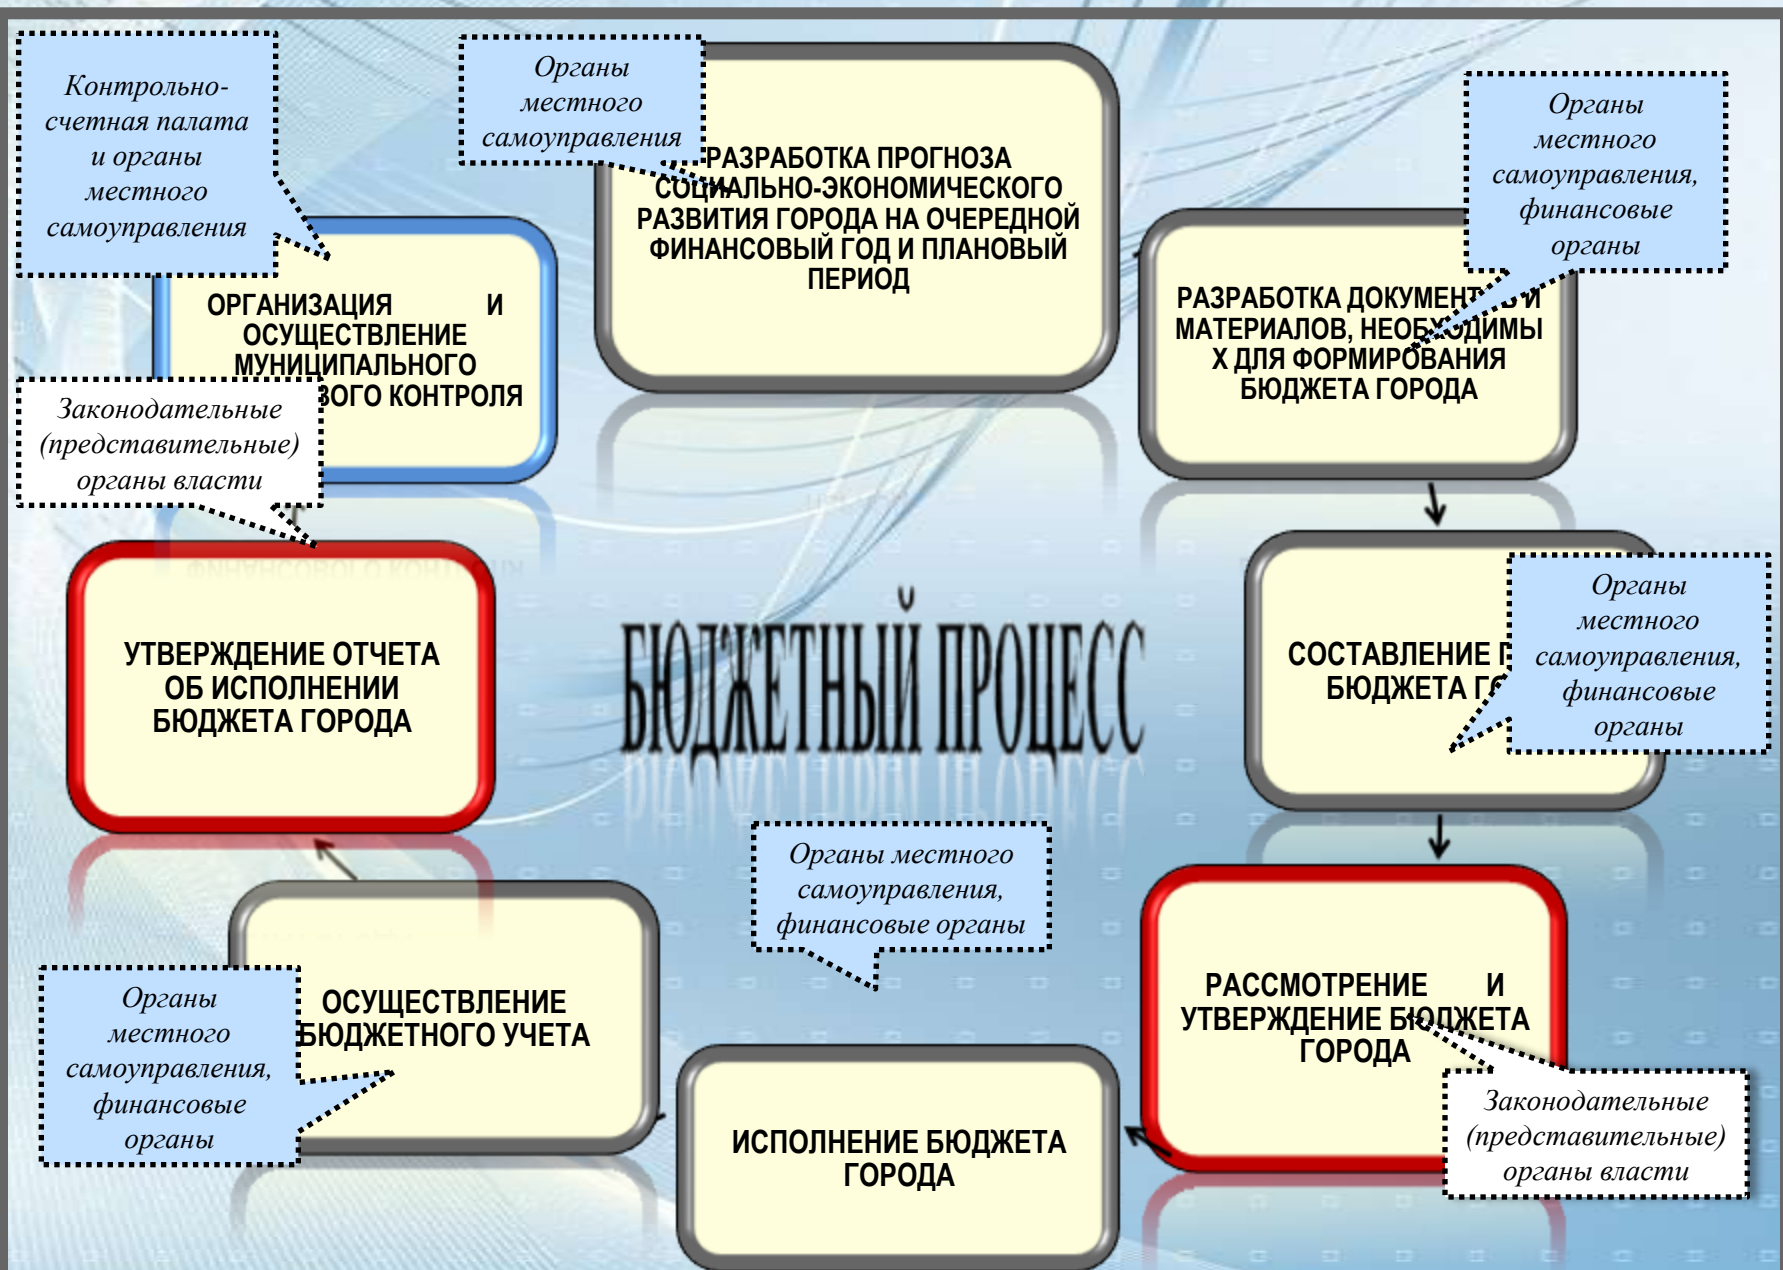 Контрольно-
счетная палата
и органы
местного
самоуправления
Органы
местного
самоуправления
РАЗРАБОТКА ПРОГНОЗА
СОЦИАЛЬНО-ЭКОНОМИЧЕСКОГО
РАЗВИТИЯ ГОРОДА НА ОЧЕРЕДНОЙ
ФИНАНСОВЫЙ ГОД И ПЛАНОВЫЙ
ПЕРИОД
Органы
местного
самоуправления,
финансовые
органы
РАЗРАБОТКА ДОКУМЕНТОВ И
МАТЕРИАЛОВ, НЕОБХОДИМЫ
Х ДЛЯ ФОРМИРОВАНИЯ
БЮДЖЕТА ГОРОДА
ОРГАНИЗАЦИЯ И
ОСУЩЕСТВЛЕНИЕ
МУНИЦИПАЛЬНОГО
КОНТРОЛЯ
Законодательные
(представительные)
органы власти
УТВЕРЖДЕНИЕ ОТЧЕТА
ОБ ИСПОЛНЕНИИ
БЮДЖЕТА ГОРОДА
БЮДЖЕТНЫЙ ПРОЦЕСС
СОСТАВЛЕНИЕ
БЮДЖЕТА
Органы
местного
самоуправления,
финансовые
органы
Органы местного
самоуправления,
финансовые органы
Органы
местного
самоуправления,
финансовые
органы
ОСУЩЕСТВЛЕНИЕ
БЮДЖЕТНОГО УЧЕТА
ИСПОЛНЕНИЕ БЮДЖЕТА
ГОРОДА
РАССМОТРЕНИЕ И
УТВЕРЖДЕНИЕ БЮДЖЕТА
ГОРОДА
Законодательные
(представительные)
органы власти